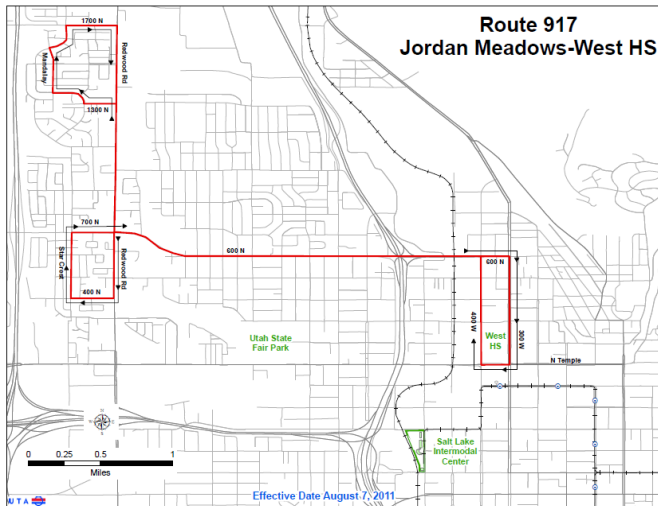 Route 917
Jordan Meadows-West HS
1700 N
Redwood Rd
Mandalay
1300 N
700 N
Star Crest
Redwood Rd
400 N
600 N
600 N
400 W
West
HS
300 W
N Temple
Utah State
Fair Park
Salt Lake
Intermodal
Center
0 0.25 0.5 1
Miles
Effective Date August 7, 2011
U T A